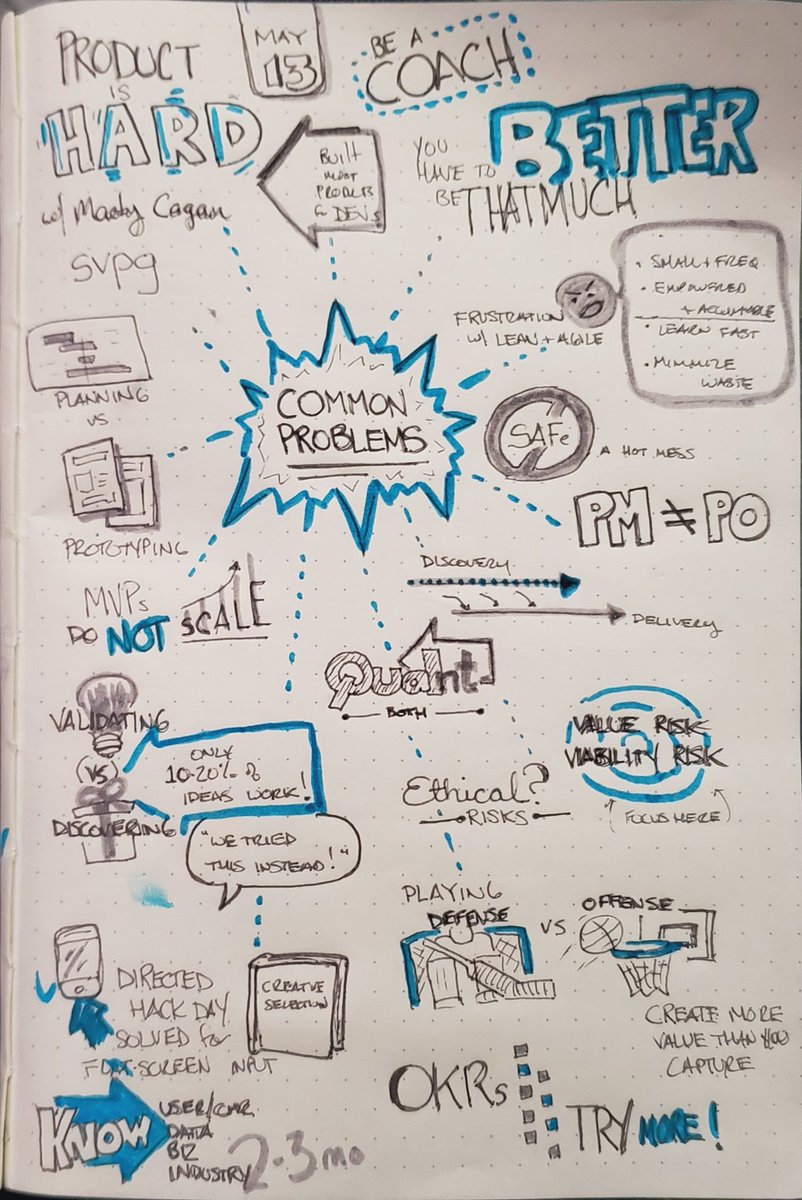 PRODUCT
IS
HARD
w/ Marty Cagan
svpg
MAY
13
BE A
COACH
BUILT
MOST
PRODUCTS
DEVS
YOU
HAVE TO
BE
BETTER
THAT MUCH
FRUSTRATION
W/ LEAN + AGILE
• SMALL + FREQ
• EMPOWERED
+ ACCOUNTABLE
• LEARN FAST
• MINIMIZE
WASTE
PLANNING
VS
PROTOTYPING
COMMON
PROBLEMS
SAFe
A HOT MESS
PM ≠ PO
MVPs
DO NOT SCALE
DISCOVERY
DELIVERY
Quant
BOTH
VALIDATING
(VS)
DISCOVERING
ONLY
10-20% of
IDEAS WORK!
"WE TRIED
THIS INSTEAD!"
Ethical?
RISKS
VALUE RISK
VIABILITY RISK
(FOCUS HERE)
PLAYING
DEFENSE
VS
OFFENSE
CREATE MORE
VALUE THAN YOU
CAPTURE
DIRECTED
HACK DAY
SOLVED for
SCREEN INPUT
CREATIVE
SELECTION
KNOW
USER/
DATA
BIZ
INDUSTRY
2-3 mo
OKRs
TRY MORE!